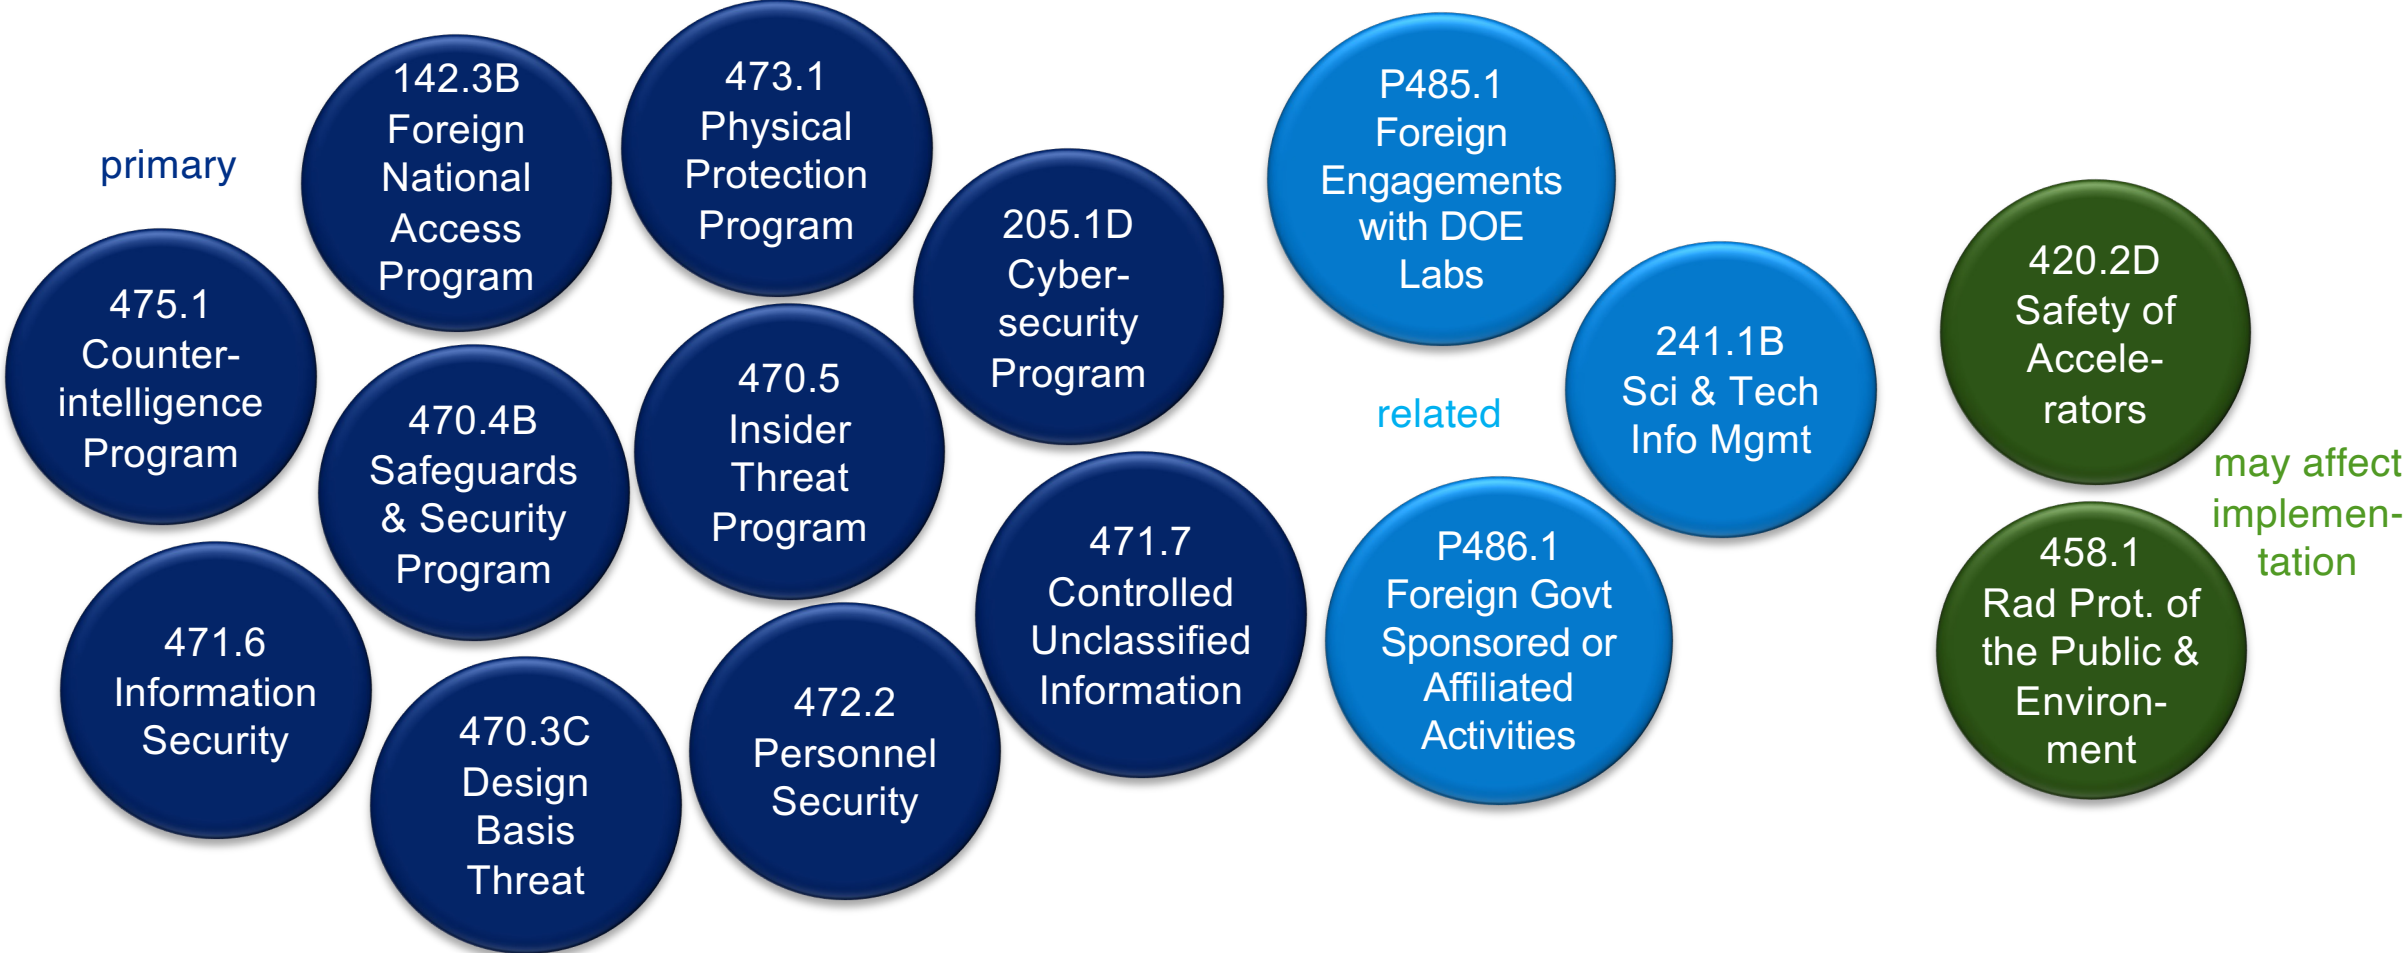 primary
475.1
Counter-
intelligence
Program
142.3B
Foreign
National
Access
Program
473.1
Physical
Protection
Program
205.1D
Cyber-
security
Program
470.4B
Safeguards
& Security
Program
470.5
Insider
Threat
Program
471.6
Information
Security
470.3C
Design
Basis
Threat
472.2
Personnel
Security
471.7
Controlled
Unclassified
Information
P485.1
Foreign
Engagements
with DOE
Labs
related
241.1B
Sci & Tech
Info Mgmt
P486.1
Foreign Govt
Sponsored or
Affiliated
Activities
420.2D
Safety of
Accele-
rators
may affect
implemen-
tation
458.1
Rad Prot. of
the Public &
Environ-
ment